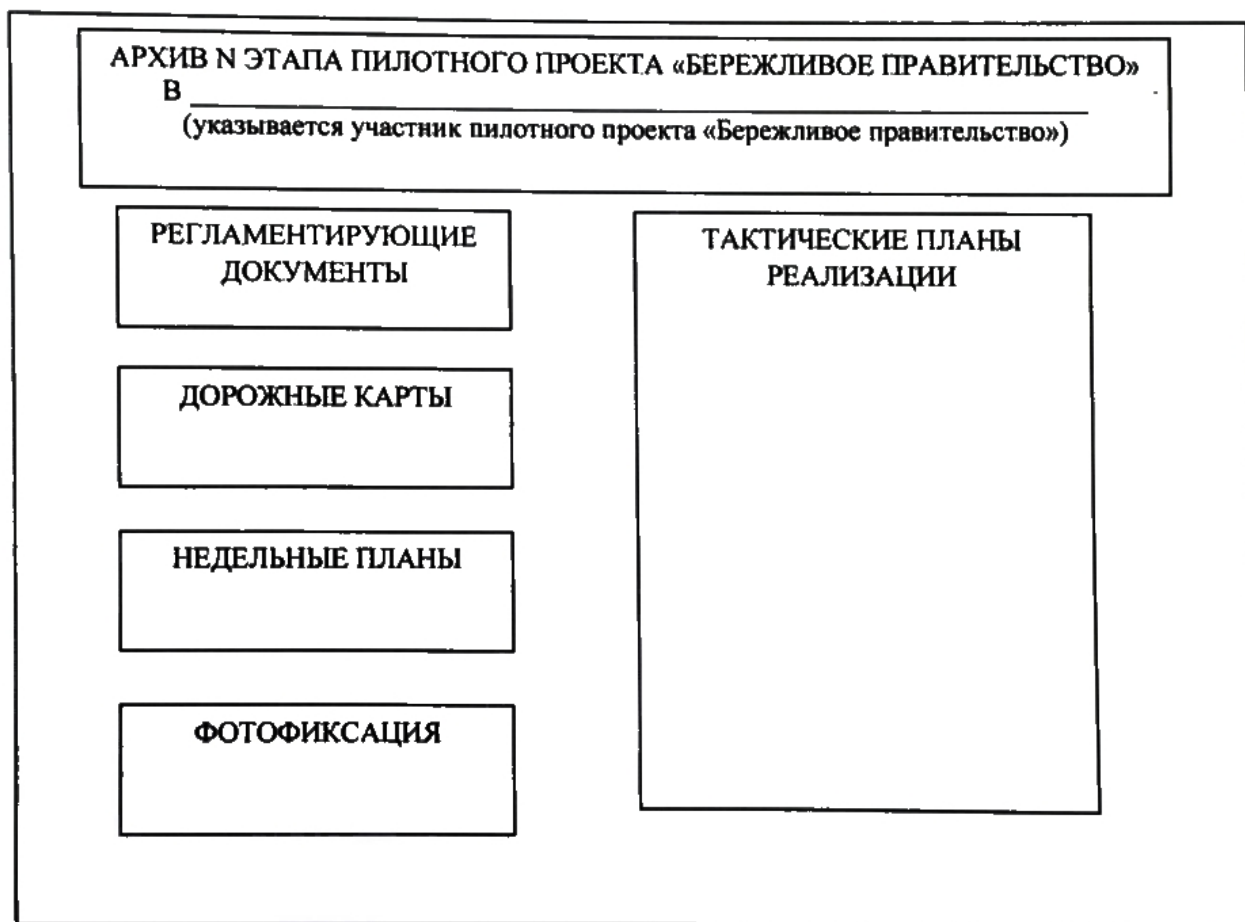 АРХИВ N ЭТАПА ПИЛОТНОГО ПРОЕКТА «БЕРЕЖЛИВОЕ ПРАВИТЕЛЬСТВО»
В
(указывается участник пилотного проекта «Бережливое правительство»)
РЕГЛАМЕНТИРУЮЩИЕ
ДОКУМЕНТЫ
ДОРОЖНЫЕ КАРТЫ
НЕДЕЛЬНЫЕ ПЛАНЫ
ФОТОФИКСАЦИЯ
ТАКТИЧЕСКИЕ ПЛАНЫ
РЕАЛИЗАЦИИ